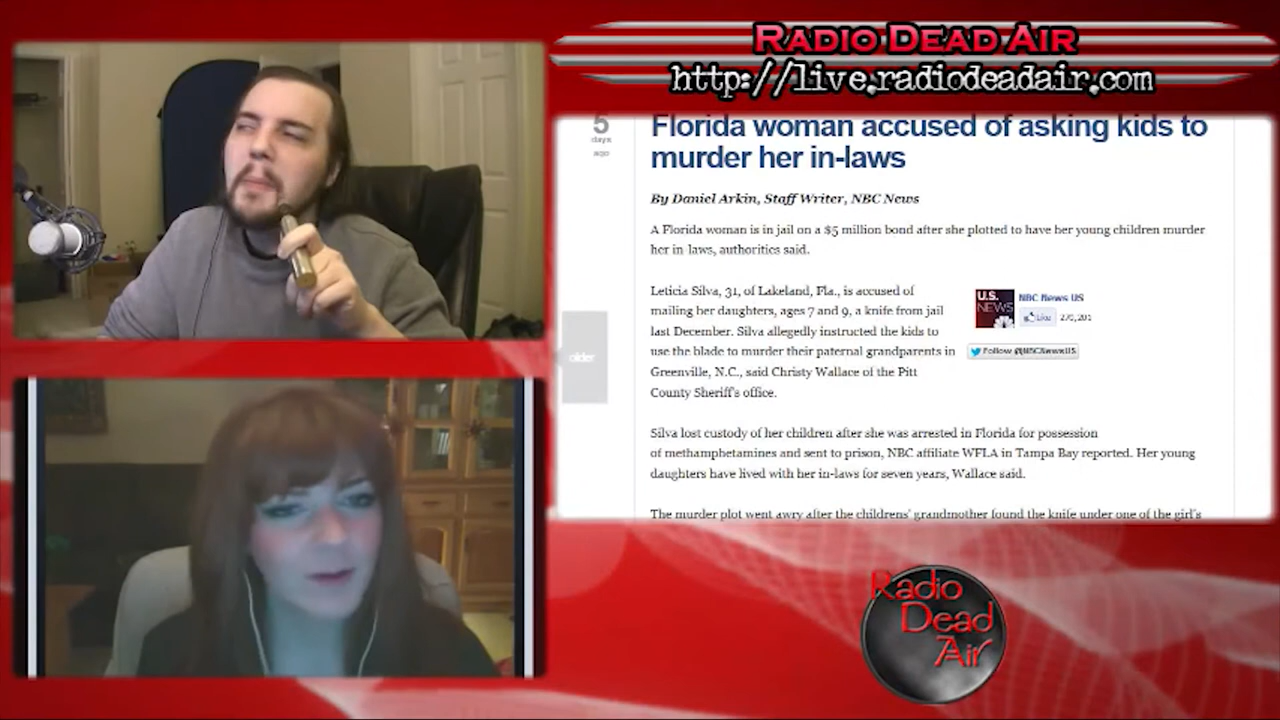 Radio Dead Air
http://live.radiodeadair.com
5
days
ago
Florida woman accused of asking kids to
murder her in-laws
By Daniel Arkin, Staff Writer, NBC News
A Florida woman is in jail on a $5 million bond after she plotted to have her young children murder
her in-laws, authorities said.
Leticia Silva, 31, of Lakeland, Fla., is accused of
mailing her daughters, ages 7 and 9, a knife from jail
last December. Silva allegedly instructed the kids to
use the blade to murder their paternal grandparents in
Greenville, N.C., said Christy Wallace of the Pitt
County Sheriff's office.
U.S.
NEWS
NBC News US
Like
270,201
Follow @NBCNewsUS
older
Silva lost custody of her children after she was arrested in Florida for possession
of methamphetamines and sent to prison, NBC affiliate WFLA in Tampa Bay reported. Her young
daughters have lived with her in-laws for seven years, Wallace said.
The murder plot went awry after the childrens' grandmother found the knife under one of the girl's
Radio
Dead
Air